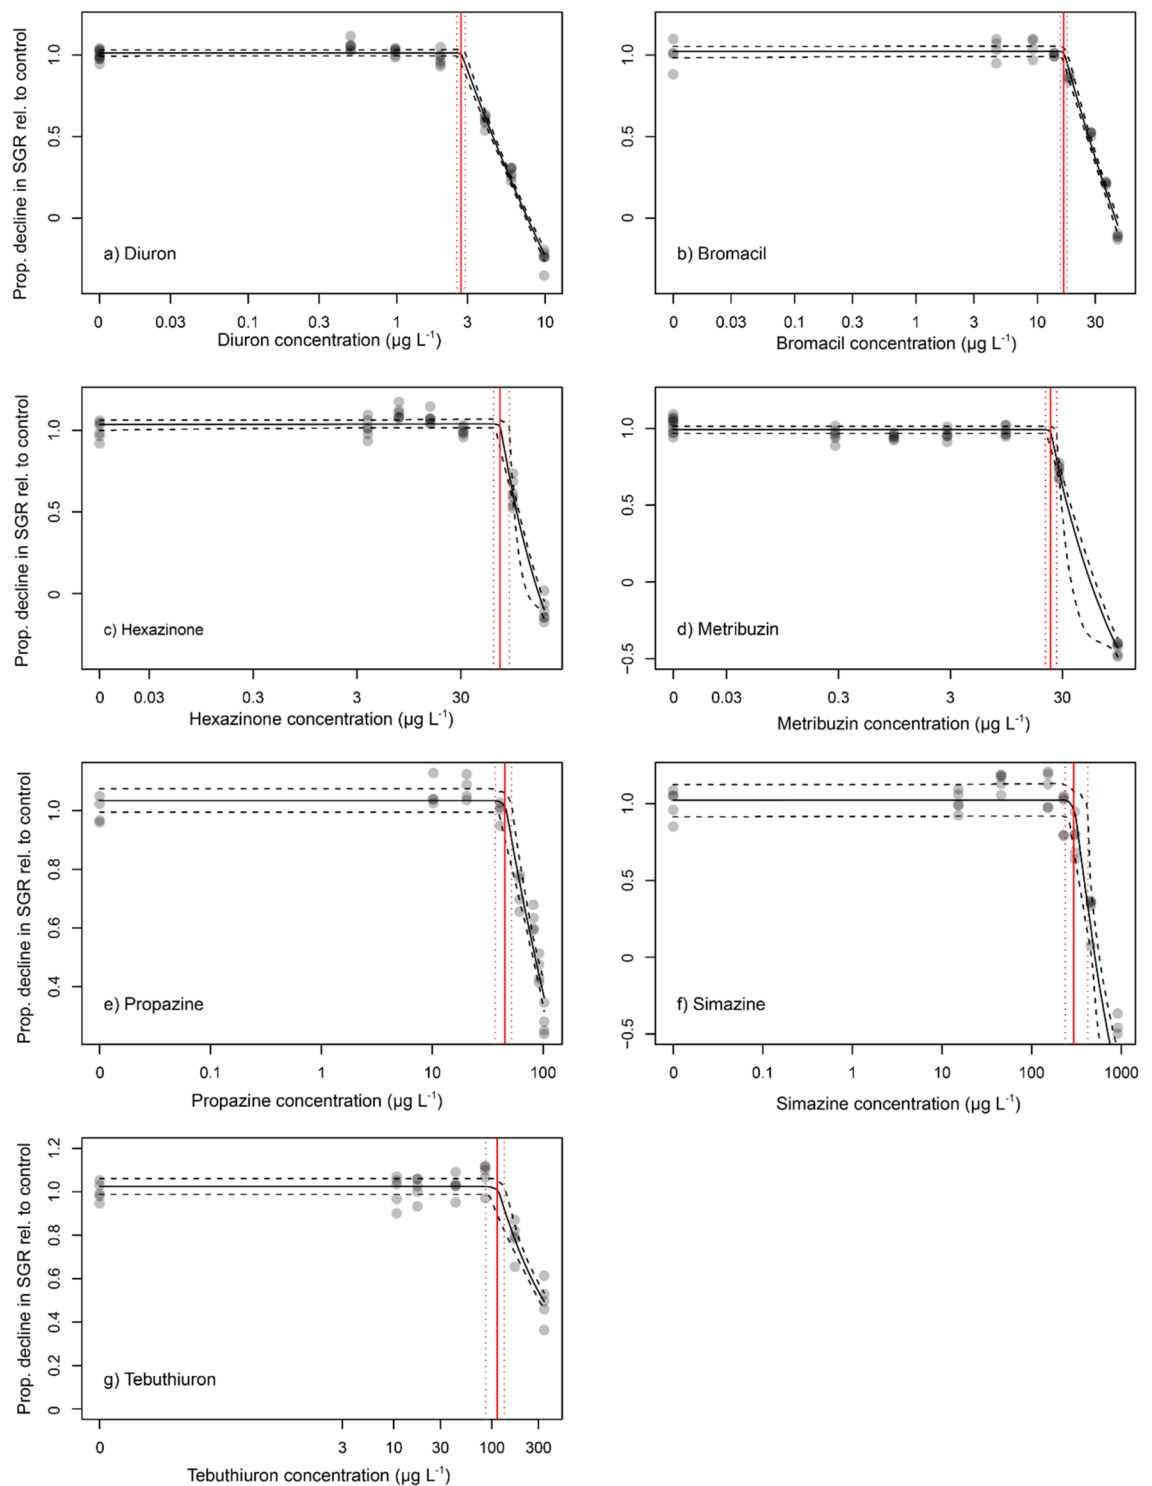 Prop. decline in SGR rel. to control
1.0
0.5
0
a) Diuron
0 0.03 0.1 0.3 1 3 10
Diuron concentration (µg L-1)
1.0
0.5
0
b) Bromacil
0 0.03 0.1 0.3 1 3 10 30
Bromacil concentration (µg L-1)
Prop. decline in SGR rel. to control
1.0
0.5
0
c) Hexazinone
0 0.03 0.3 3 30
Hexazinone concentration (µg L-1)
1.0
0.5
0
−0.5
d) Metribuzin
0 0.03 0.3 3 30
Metribuzin concentration (µg L-1)
Prop. decline in SGR rel. to control
1.0
0.8
0.6
0.4
e) Propazine
0 0.1 1 10 100
Propazine concentration (µg L-1)
1.0
0.5
0
−0.5
f) Simazine
0 0.1 1 10 100 1000
Simazine concentration (µg L-1)
Prop. decline in SGR rel. to control
1.2
1.0
0.8
0.6
0.4
0.2
0
g) Tebuthiuron
0 3 10 30 100 300
Tebuthiuron concentration (µg L-1)